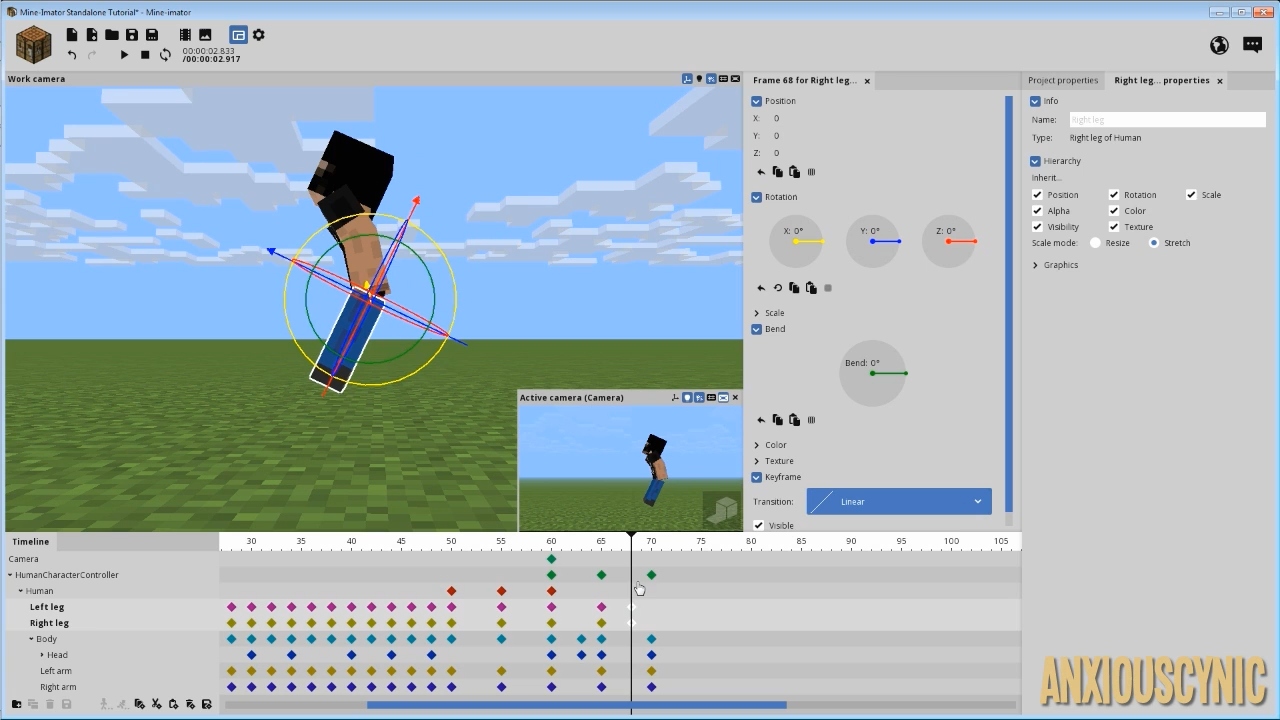 Mine-Imator Standalone Tutorial* - Mine-imator
00:00:02.833
/00:00:02.917
Work camera
Frame 68 for Right leg...
Project properties
Right leg... properties
Position
X: 0
Y: 0
Z: 0
Rotation
X: 0°
Y: 0°
Z: 0°
Scale
Bend
Bend: 0°
Color
Texture
Keyframe
Transition: Linear
Visible
Info
Name: Right leg
Type: Right leg of Human
Hierarchy
Inherit...
Position Rotation Scale
Alpha Color
Visibility Texture
Scale mode: Resize Stretch
Graphics
Active camera (Camera)
Timeline
30 35 40 45 50 55 60 65 70 75 80 85 90 95 100 105
Camera
HumanCharacterController
Human
Left leg
Right leg
Body
Head
Left arm
Right arm
ANXIOUSCYNIC